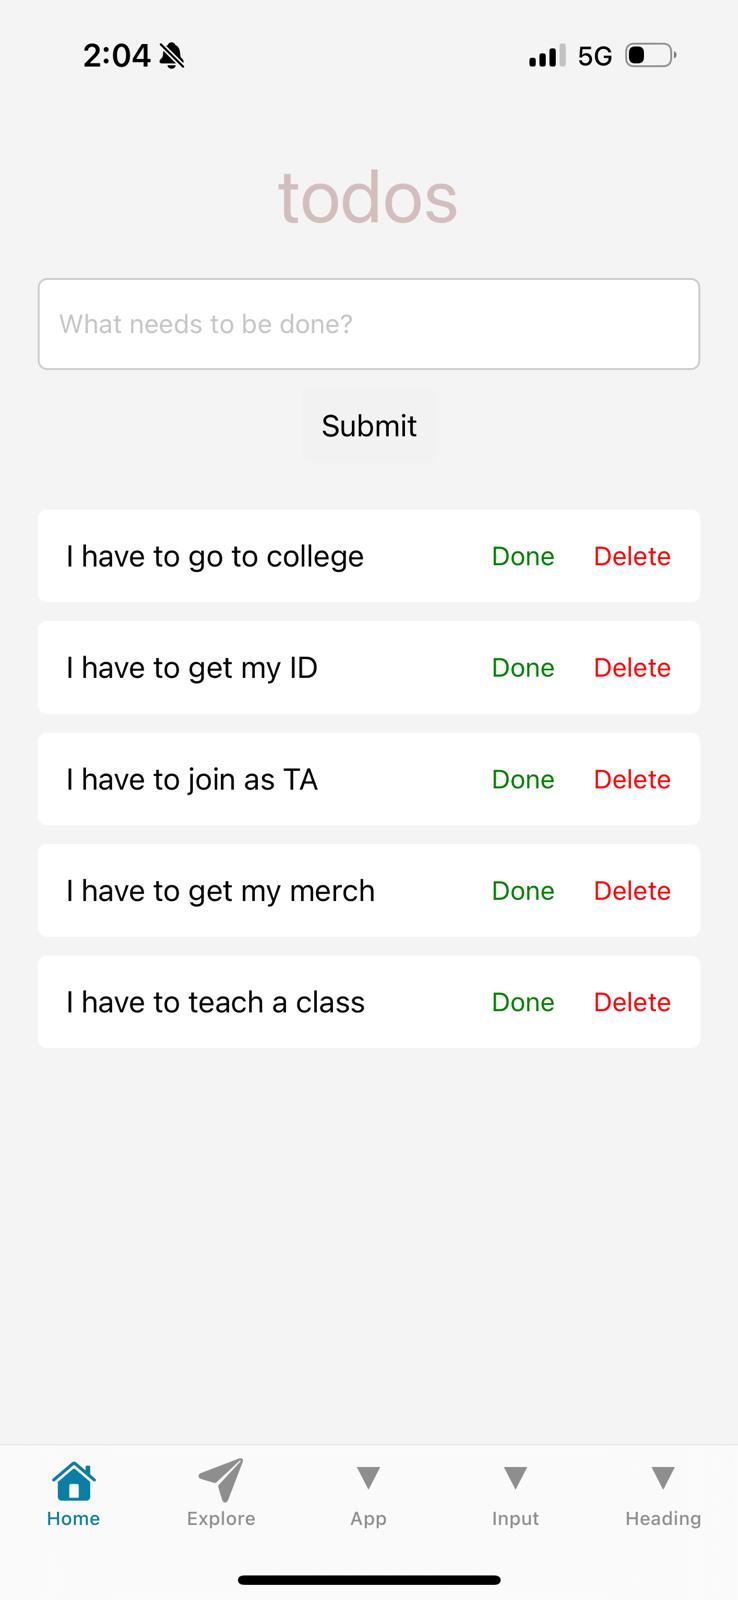 2:04 5G
todos
What needs to be done?
Submit
I have to go to college Done Delete
I have to get my ID Done Delete
I have to join as TA Done Delete
I have to get my merch Done Delete
I have to teach a class Done Delete
Home Explore App Input Heading